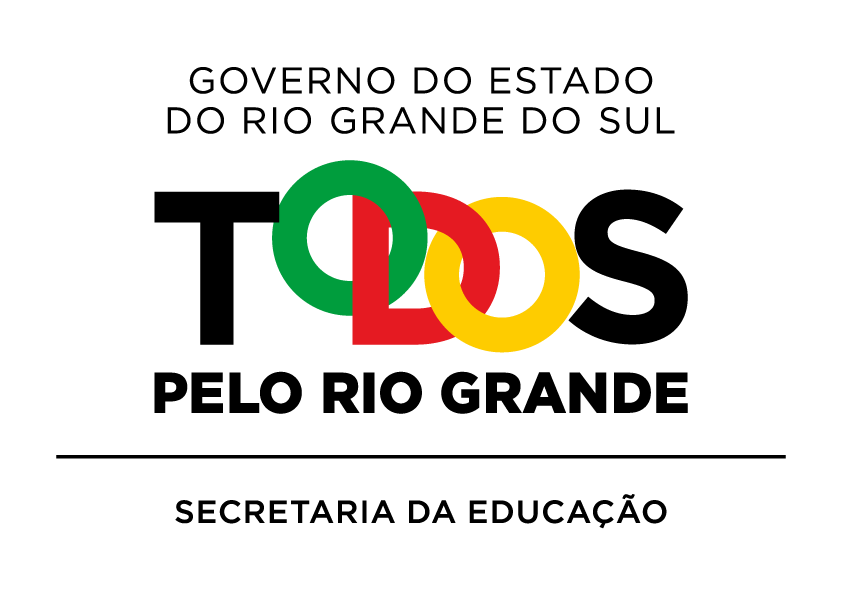 GOVERNO DO ESTADO
DO RIO GRANDE DO SUL
TODOS
PELO RIO GRANDE
SECRETARIA DA EDUCAÇÃO